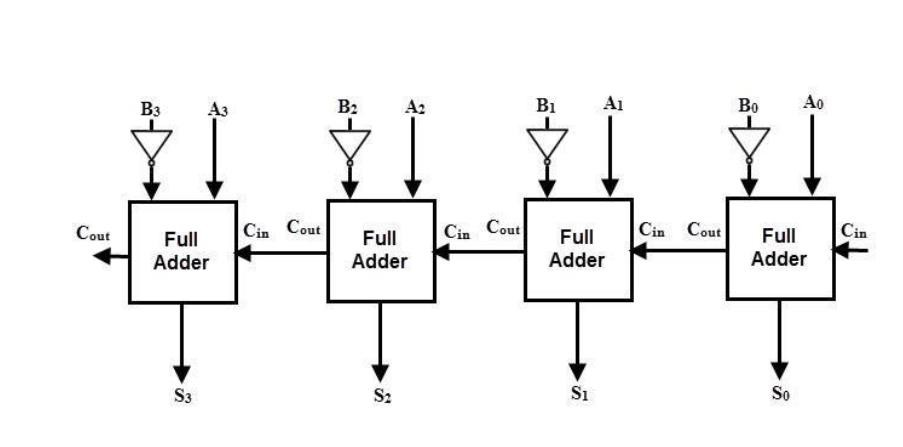 B3 A3 B2 A2 B1 A1 B0 A0
Cout Full Adder Cin Cout Full Adder Cin Cout Full Adder Cin Cout Full Adder Cin
S3 S2 S1 S0